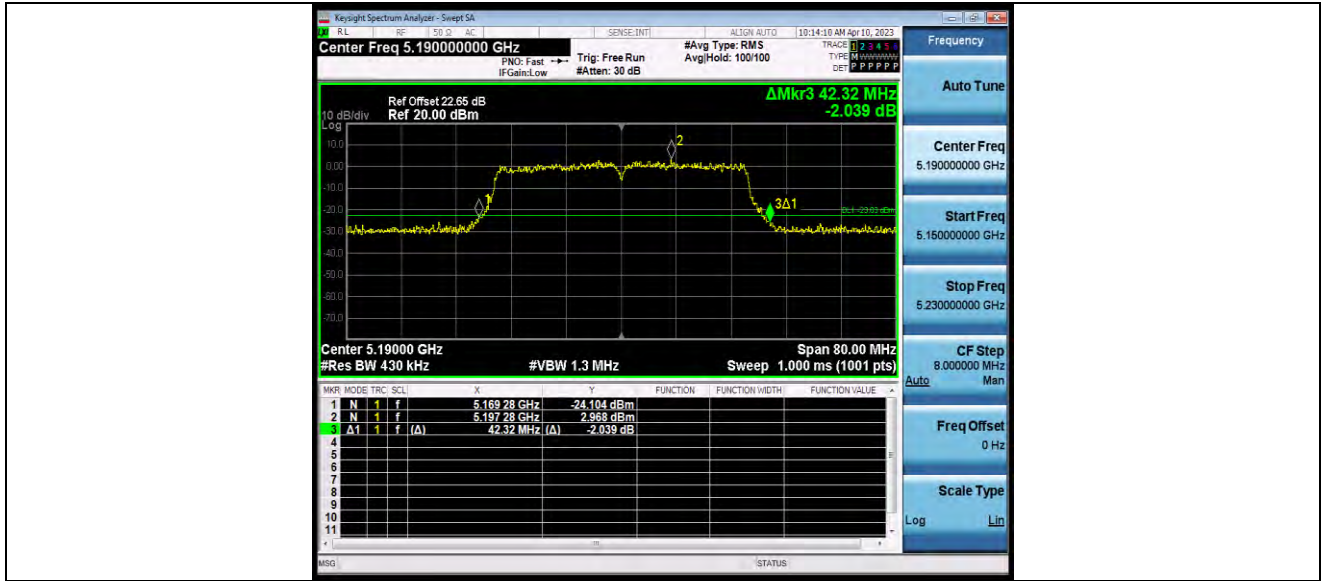 Keysight Spectrum Analyzer - Swept SA
RL RF 50 Ω AC SENSE:INT ALIGN AUTO 10:14:10 AM Apr 10, 2023
Center Freq 5.190000000 GHz
PNO: Fast
IFGain:Low
Trig: Free Run
#Atten: 30 dB
#Avg Type: RMS
Avg|Hold: 100/100
TRACE 1 2 3 4 5 6
TYPE M WWWWW
DET P P P P P P
ΔMkr3 42.32 MHz
-2.039 dB
Ref Offset 22.65 dB
10 dB/div Ref 20.00 dBm
Log
10.0
0.00
-10.0
-20.0
-30.0
-40.0
-50.0
-60.0
-70.0
1
2
3Δ1
DL1 -23.03 dBm
Center 5.19000 GHz Span 80.00 MHz
#Res BW 430 kHz #VBW 1.3 MHz Sweep 1.000 ms (1001 pts)
MKR MODE TRC SCL X Y FUNCTION FUNCTION WIDTH FUNCTION VALUE
1 N 1 f 5.169 28 GHz -24.104 dBm
2 N 1 f 5.197 28 GHz 2.968 dBm
3 Δ1 1 f (Δ) 42.32 MHz (Δ) -2.039 dB
4
5
6
7
8
9
10
11
MSG STATUS
Frequency
Auto Tune
Center Freq
5.190000000 GHz
Start Freq
5.150000000 GHz
Stop Freq
5.230000000 GHz
CF Step
8.000000 MHz
Auto Man
Freq Offset
0 Hz
Scale Type
Log Lin